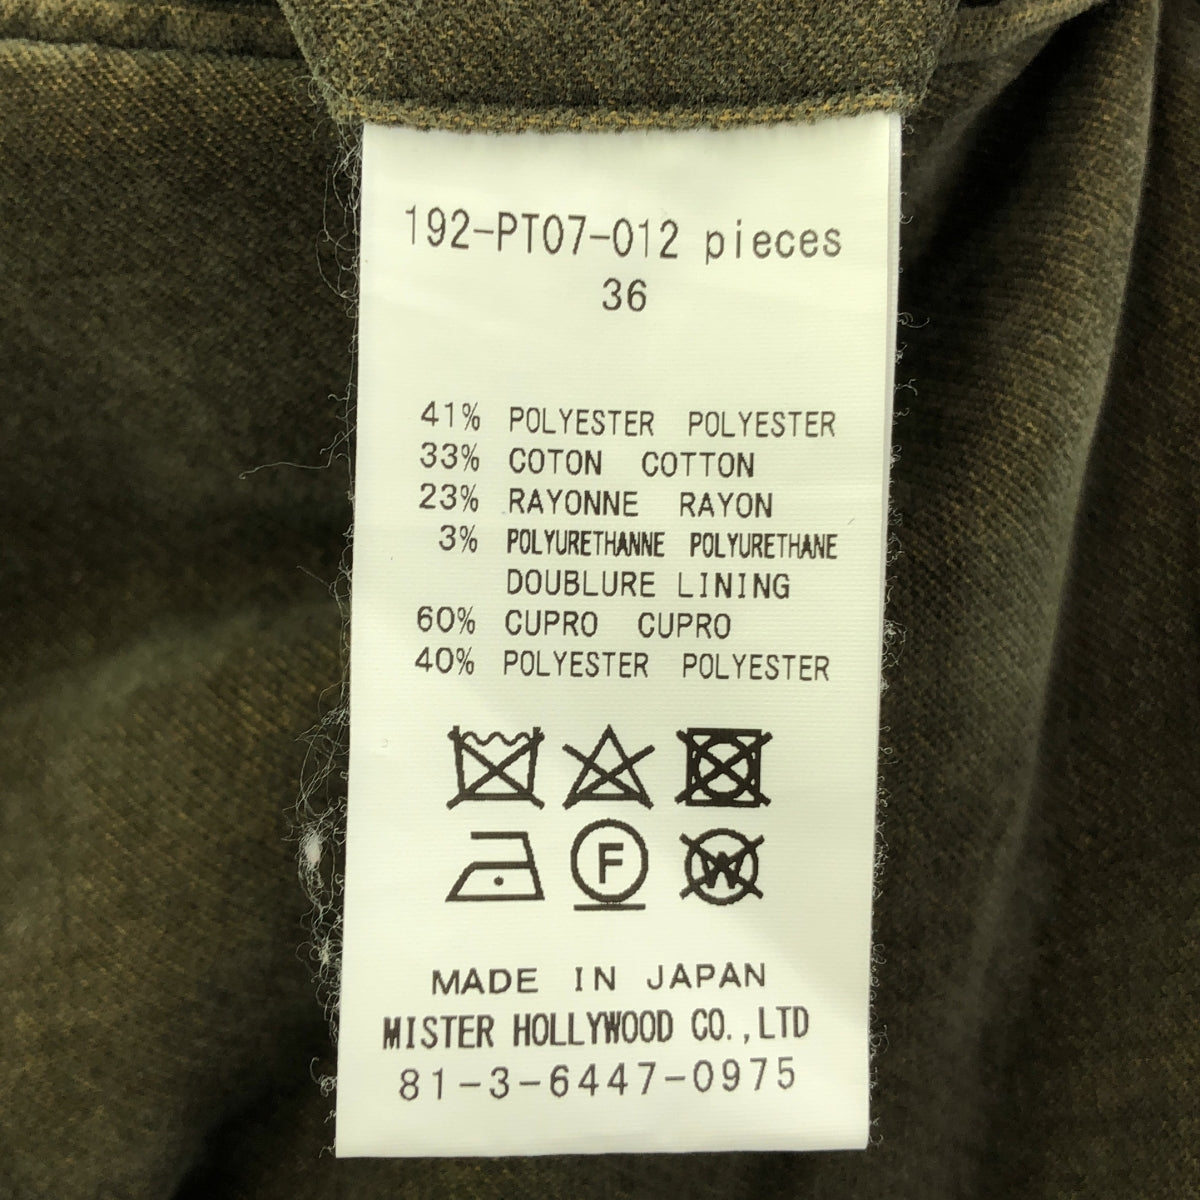 192-PT07-012 pieces
36
41% POLYESTER POLYESTER
33% COTON COTTON
23% RAYONNE RAYON
3% POLYURETHANNE POLYURETHANE
DOUBLURE LINING
60% CUPRO CUPRO
40% POLYESTER POLYESTER
F W
MADE IN JAPAN
MISTER HOLLYWOOD CO.,LTD
81-3-6447-0975